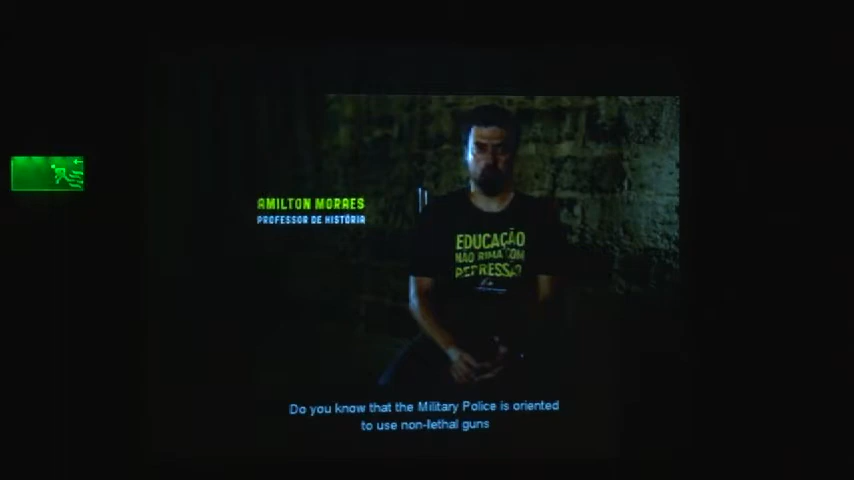 AMILTON MORAES
PROFESSOR DE HISTÓRIA
EDUCAÇÃO
NÃO RIMA COM
REPRESSÃO
Do you know that the Military Police is oriented
to use non-lethal guns